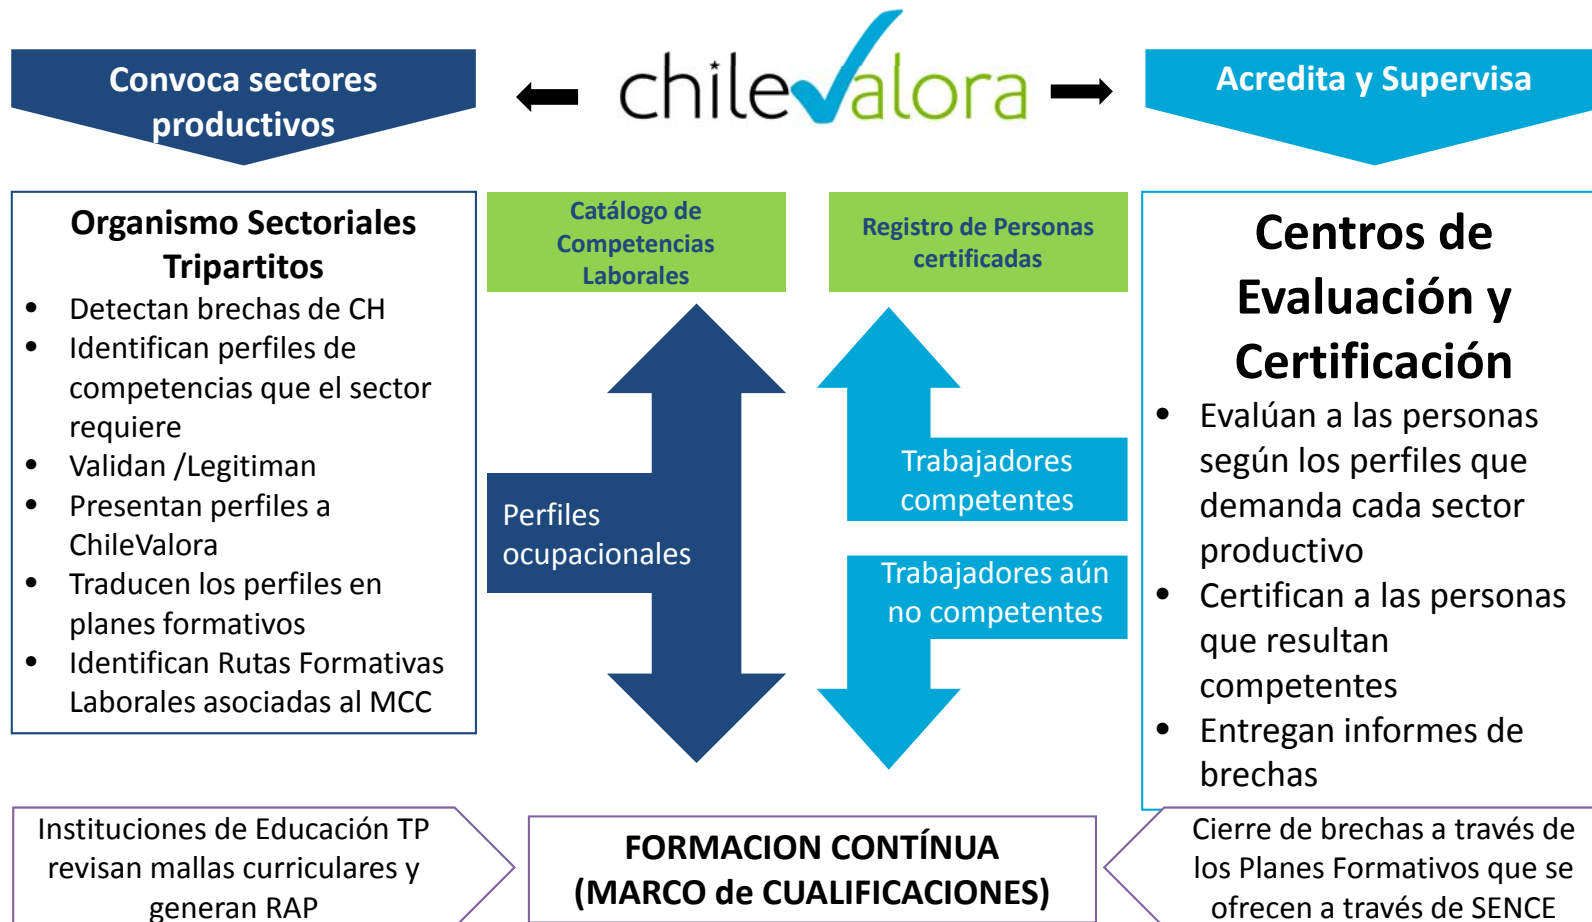 Convoca sectores
productivos
chilevalora
Acredita y Supervisa
Organismo Sectoriales
Tripartitos
• Detectan brechas de CH
• Identifican perfiles de
competencias que el sector
requiere
• Validan /Legitiman
• Presentan perfiles a
ChileValora
• Traducen los perfiles en
planes formativos
• Identifican Rutas Formativas
Laborales asociadas al MCC
Catálogo de
Competencias
Laborales
Registro de Personas
certificadas
Perfiles
ocupacionales
Trabajadores
competentes
Trabajadores aún
no competentes
Centros de
Evaluación y
Certificación
• Evalúan a las personas
según los perfiles que
demanda cada sector
productivo
• Certifican a las personas
que resultan
competentes
• Entregan informes de
brechas
Instituciones de Educación TP
revisan mallas curriculares y
generan RAP
FORMACION CONTÍNUA
(MARCO de CUALIFICACIONES)
Cierre de brechas a través de
los Planes Formativos que se
ofrecen a través de SENCE